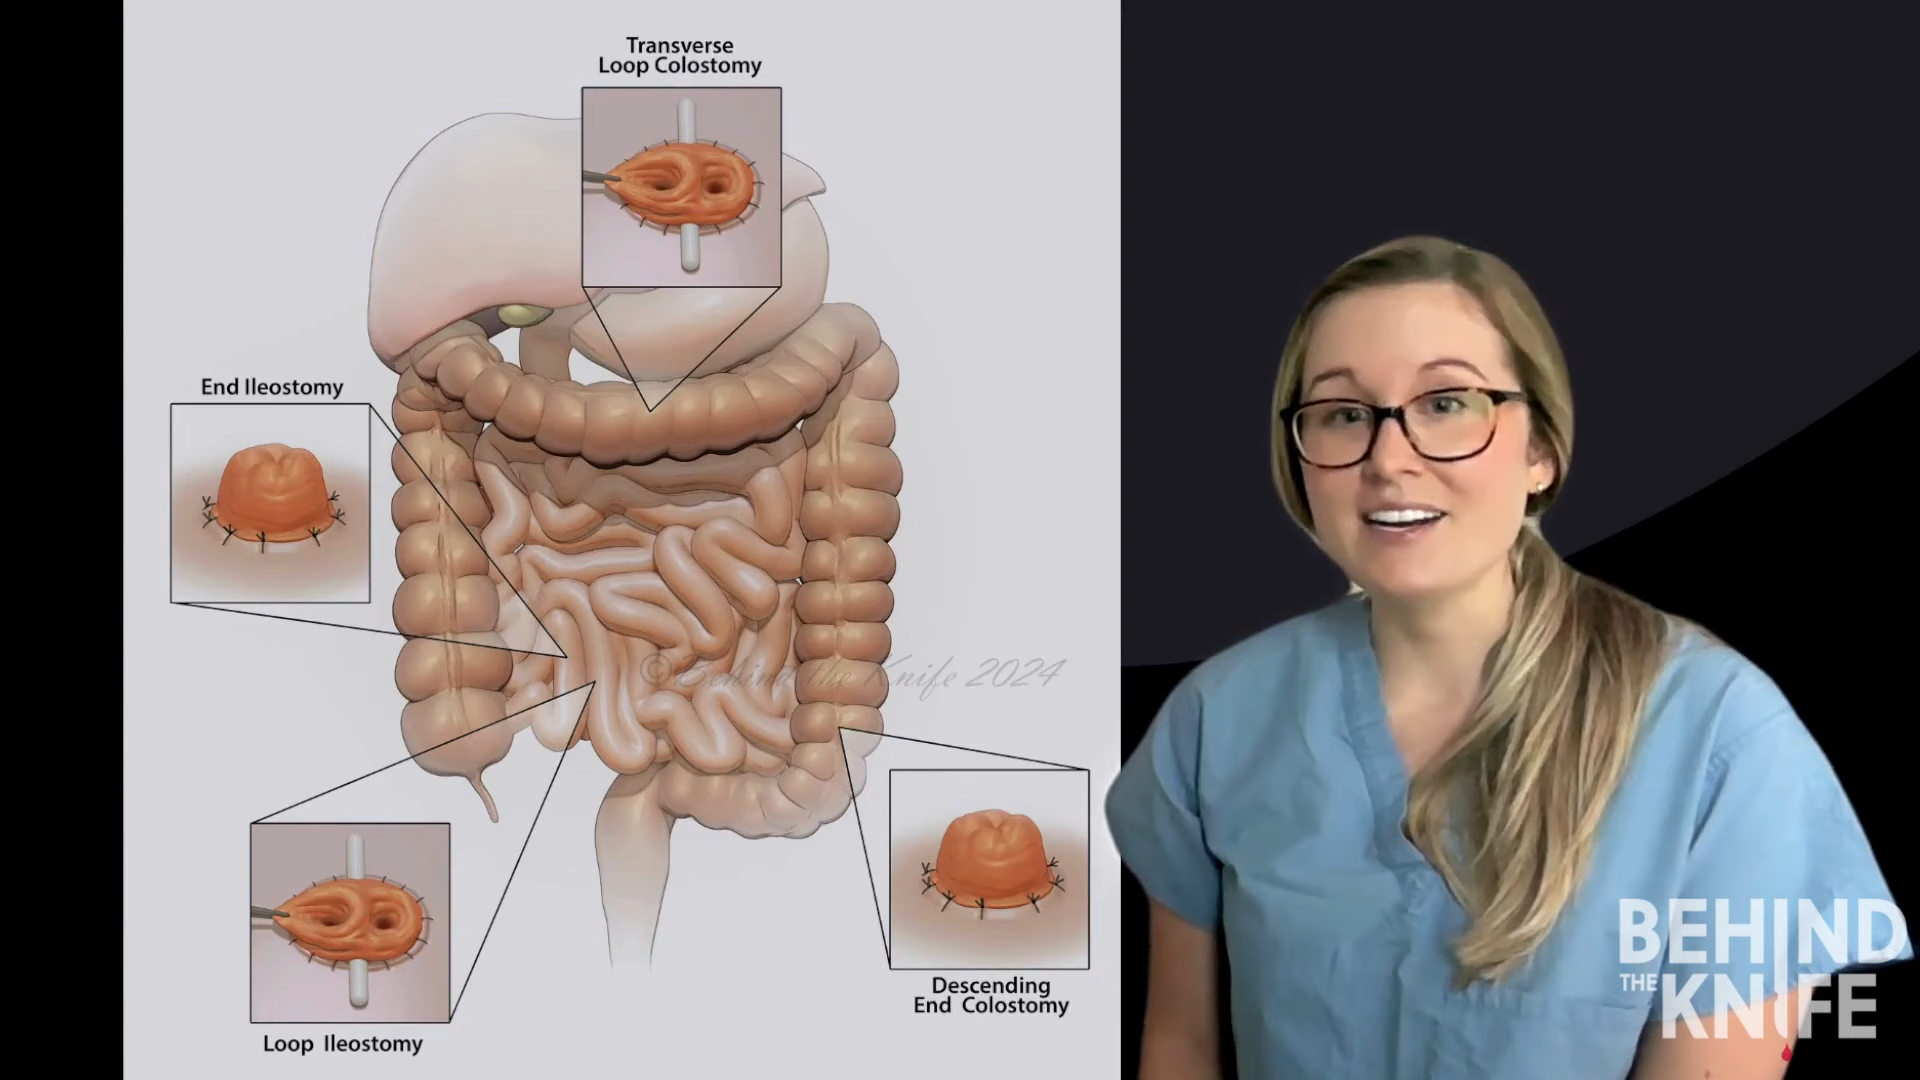 Transverse
Loop Colostomy
End Ileostomy
©Behind the Knife 2024
Descending
End Colostomy
Loop Ileostomy
BEHIND
THE KNIFE